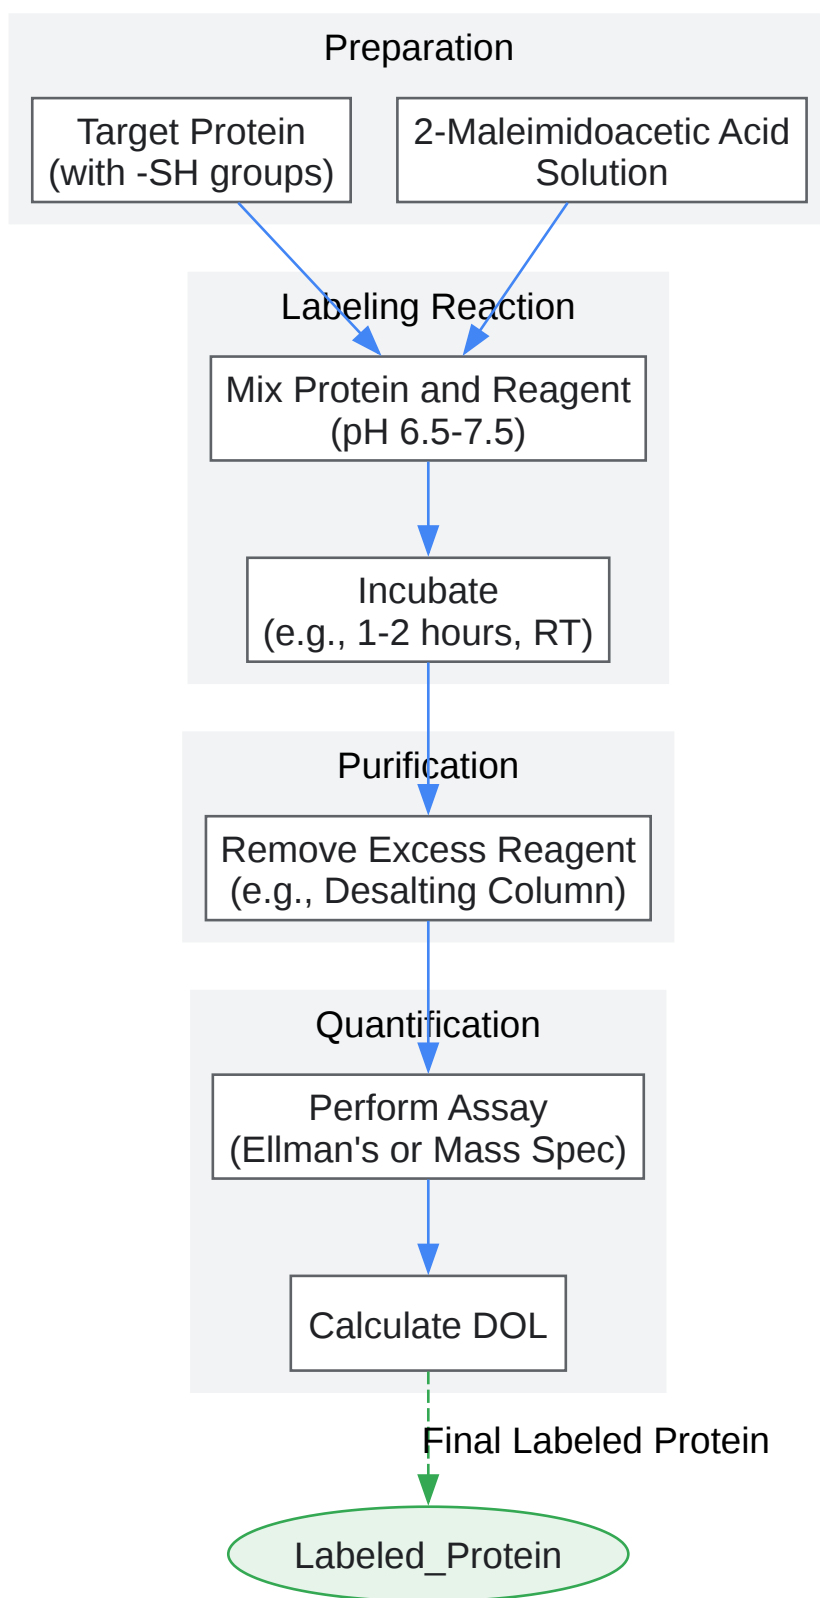 Preparation
Target Protein
(with -SH groups)
2-Maleimidoacetic Acid
Solution
Labeling Reaction
Mix Protein and Reagent
(pH 6.5-7.5)
Incubate
(e.g., 1-2 hours, RT)
Purification
Remove Excess Reagent
(e.g., Desalting Column)
Quantification
Perform Assay
(Ellman's or Mass Spec)
Calculate DOL
Final Labeled Protein
Labeled_Protein